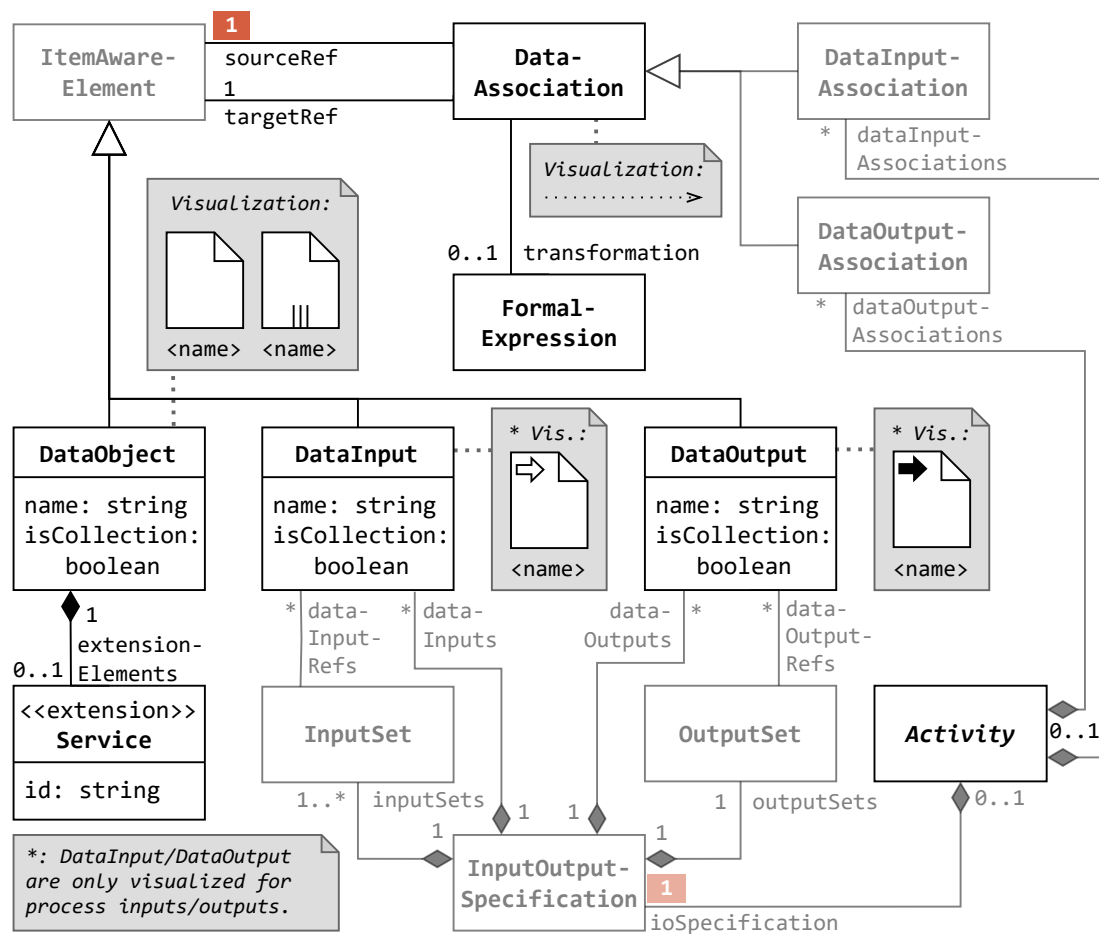 ItemAware-
Element
1
sourceRef
1
targetRef
Data-
Association
DataInput-
Association
* dataInput-
Associations
Visualization:
<name> <name>
Visualization:
0..1 transformation
Formal-
Expression
DataOutput-
Association
* dataOutput-
Associations
DataObject
name: string
isCollection:
boolean
DataInput
name: string
isCollection:
boolean
* Vis.:
<name>
DataOutput
name: string
isCollection:
boolean
* Vis.:
<name>
1
extension-
Elements
0..1
* data-
Input-
Refs
* data-
Inputs
data- *
Outputs
* data-
Output-
Refs
<<extension>>
Service
id: string
InputSet
OutputSet
Activity
0..1
0..1
1..* inputSets
1
1
1
1
1 outputSets
InputOutput-
Specification
1
ioSpecification
*: DataInput/DataOutput
are only visualized for
process inputs/outputs.